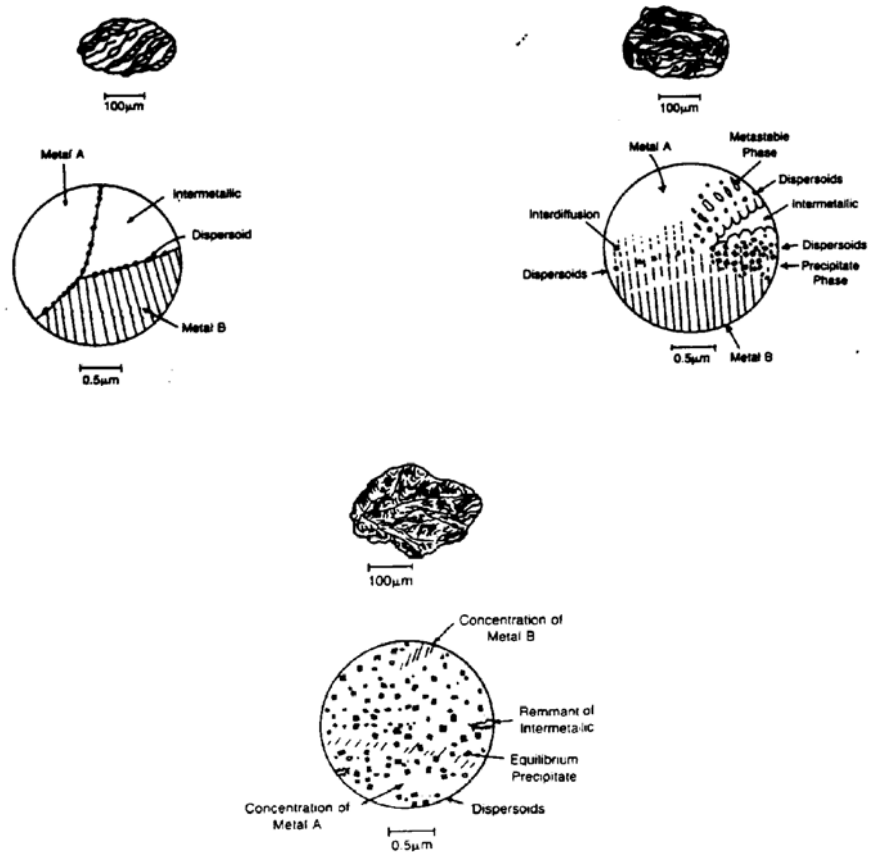 100μm
Metal A
Intermetallic
Dispersoid
Metal B
0.5μm
100μm
Metastable
Phase
Metal A
Dispersoids
Intermetallic
Interdiffusion
Dispersoids
Dispersoids
Precipitate
Phase
0.5μm
Metal B
100μm
Concentration of
Metal B
Remnant of
Intermetallic
Equilibrium
Precipitate
Concentration of
Metal A
Dispersoids
0.5μm